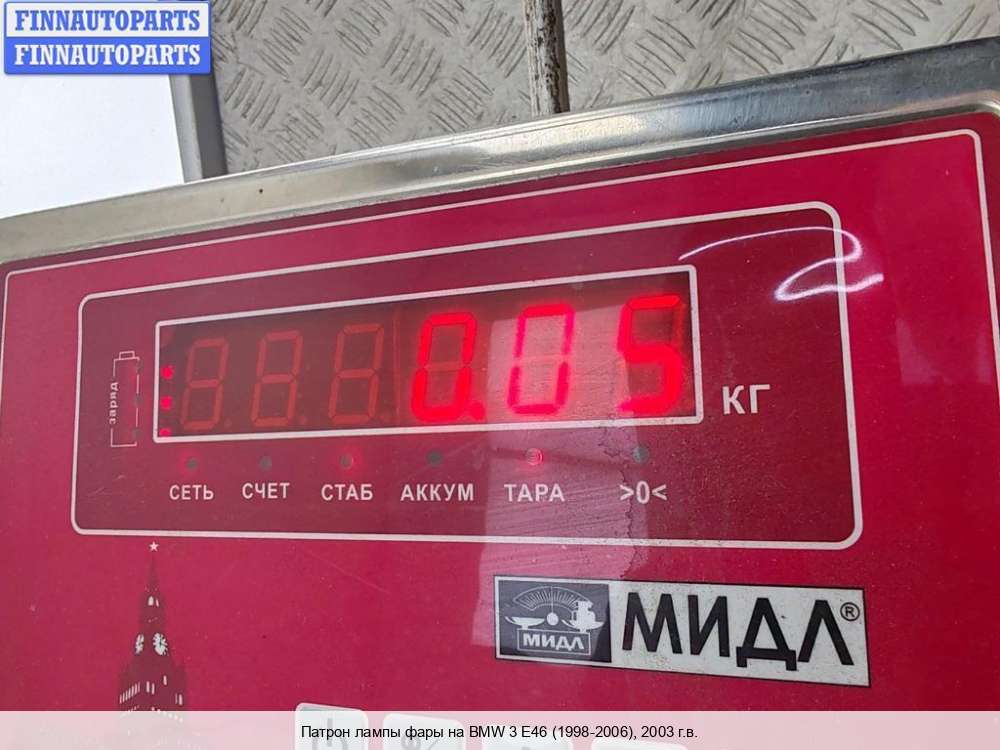 FINNAUTOPARTS
FINNAUTOPARTS
0.05
КГ
заряд
СЕТЬ СЧЕТ СТАБ АККУМ ТАРА >0<
МИДЛ
МИДЛ®
Патрон лампы фары на BMW 3 E46 (1998-2006), 2003 г.в.